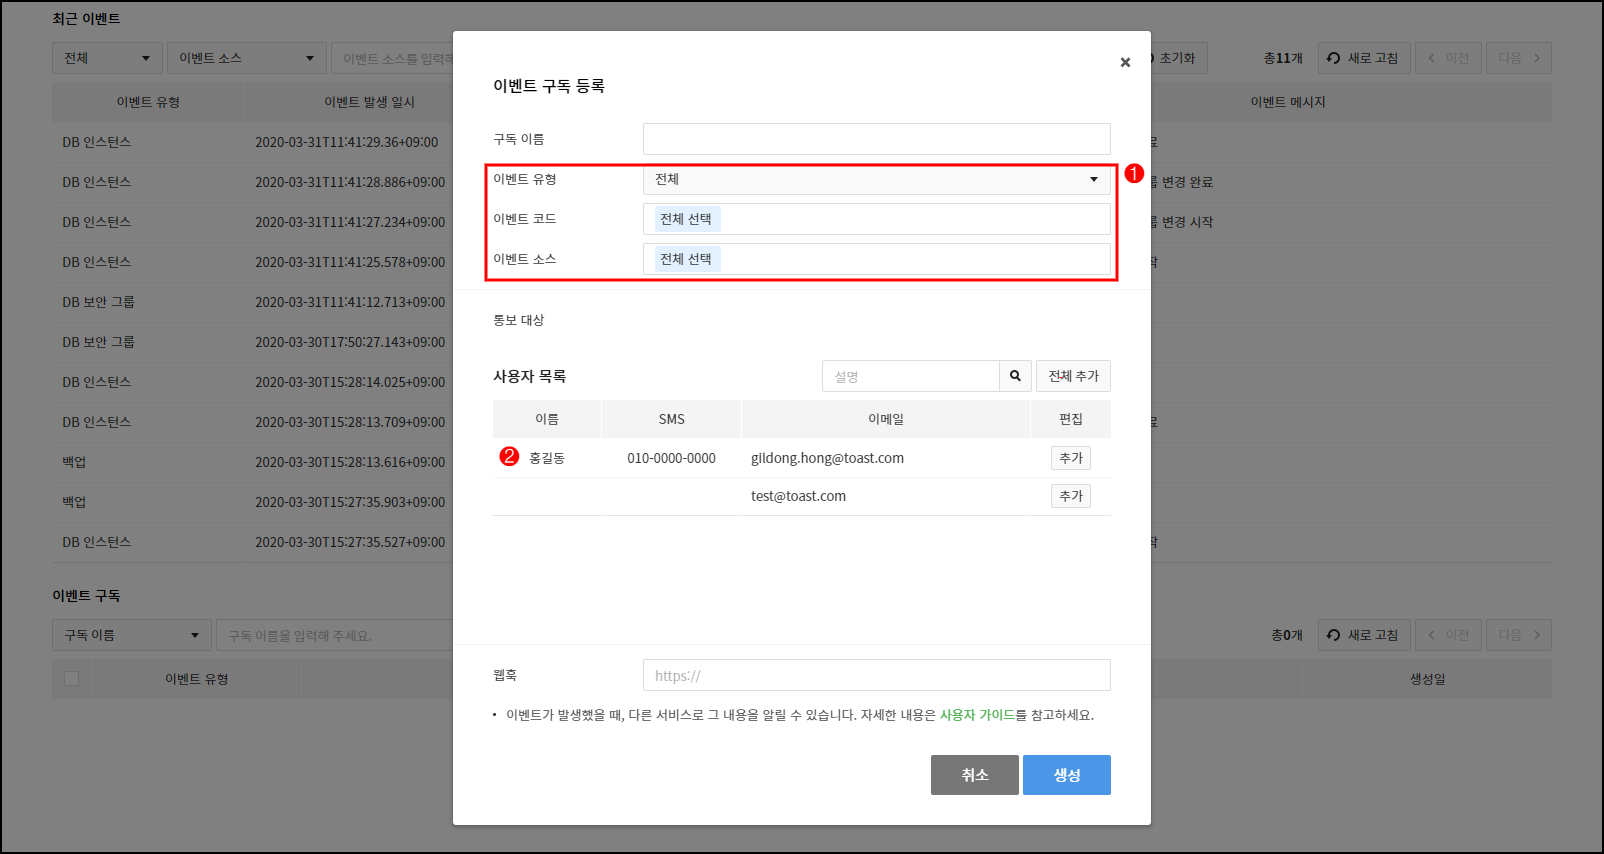 최근 이벤트
전체 이벤트 소스 이벤트 소스를 입력해 초기화 총11개 새로 고침 이전 다음
이벤트 유형 이벤트 발생 일시 이벤트 메시지
DB 인스턴스 2020-03-31T11:41:29.36+09:00
DB 인스턴스 2020-03-31T11:41:28.886+09:00 룹 변경 완료
DB 인스턴스 2020-03-31T11:41:27.234+09:00 룹 변경 시작
DB 인스턴스 2020-03-31T11:41:25.578+09:00
DB 보안 그룹 2020-03-31T11:41:12.713+09:00
DB 보안 그룹 2020-03-30T17:50:27.143+09:00
DB 인스턴스 2020-03-30T15:28:14.025+09:00
DB 인스턴스 2020-03-30T15:28:13.709+09:00
백업 2020-03-30T15:28:13.616+09:00
백업 2020-03-30T15:27:35.903+09:00
DB 인스턴스 2020-03-30T15:27:35.527+09:00
이벤트 구독
구독 이름 구독 이름을 입력해 주세요. 총0개 새로 고침 이전 다음
이벤트 유형 생성일
이벤트 구독 등록
구독 이름
이벤트 유형 전체 1
이벤트 코드 전체 선택
이벤트 소스 전체 선택
통보 대상
사용자 목록 설명 전체 추가
이름 SMS 이메일 편집
2 홍길동 010-0000-0000 gildong.hong@toast.com 추가
test@toast.com 추가
웹훅 https://
• 이벤트가 발생했을 때, 다른 서비스로 그 내용을 알릴 수 있습니다. 자세한 내용은 사용자 가이드를 참고하세요.
취소 생성